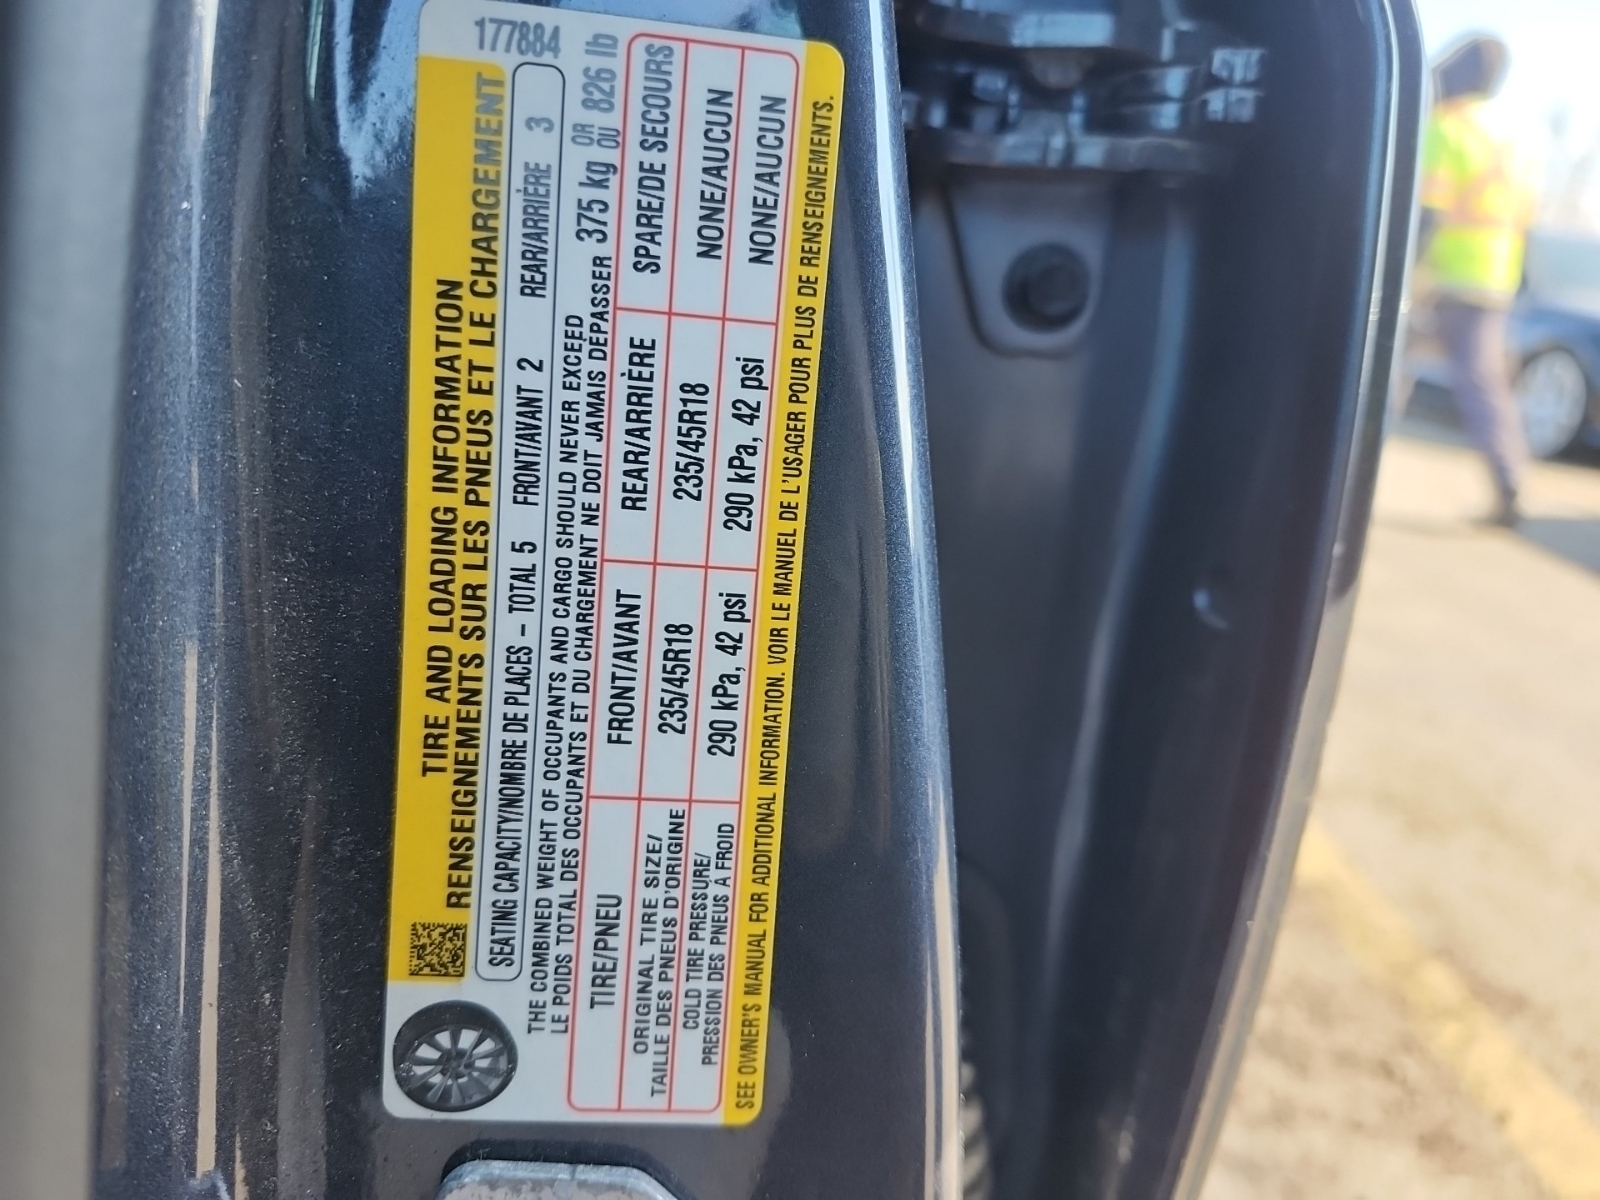 177884
TIRE AND LOADING INFORMATION
RENSEIGNEMENTS SUR LES PNEUS ET LE CHARGEMENT
SEATING CAPACITY/NOMBRE DE PLACES – TOTAL 5 FRONT/AVANT 2 REAR/ARRIÈRE 3
THE COMBINED WEIGHT OF OCCUPANTS AND CARGO SHOULD NEVER EXCEED
LE POIDS TOTAL DES OCCUPANTS ET DU CHARGEMENT NE DOIT JAMAIS DÉPASSER
375 kg OR OU 826 lb
TIRE/PNEU FRONT/AVANT REAR/ARRIÈRE SPARE/DE SECOURS
ORIGINAL TIRE SIZE/
TAILLE DES PNEUS D'ORIGINE
235/45R18 235/45R18 NONE/AUCUN
COLD TIRE PRESSURE/
PRESSION DES PNEUS À FROID
290 kPa, 42 psi 290 kPa, 42 psi NONE/AUCUN
SEE OWNER'S MANUAL FOR ADDITIONAL INFORMATION. VOIR LE MANUEL DE L'USAGER POUR PLUS DE RENSEIGNEMENTS.